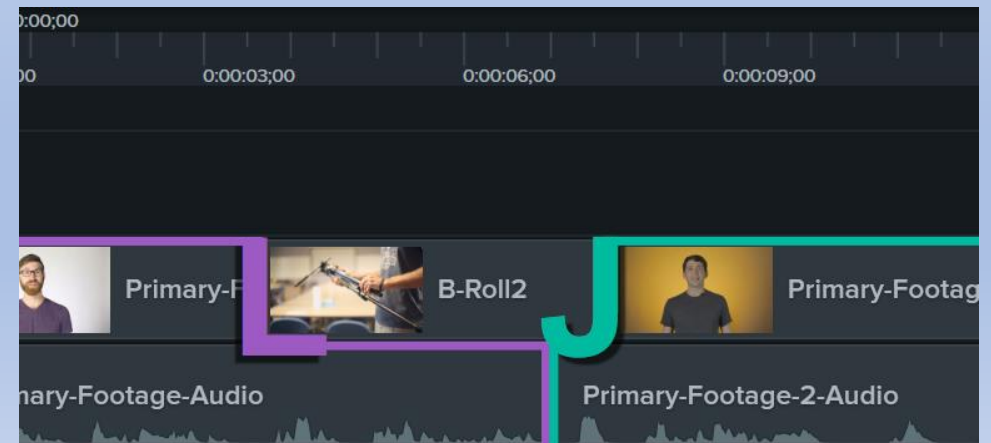 0:00;00
00 0:00:03;00 0:00:06;00 0:00:09;00
Primary-F B-Roll2 Primary-Footag
L J
mary-Footage-Audio Primary-Footage-2-Audio